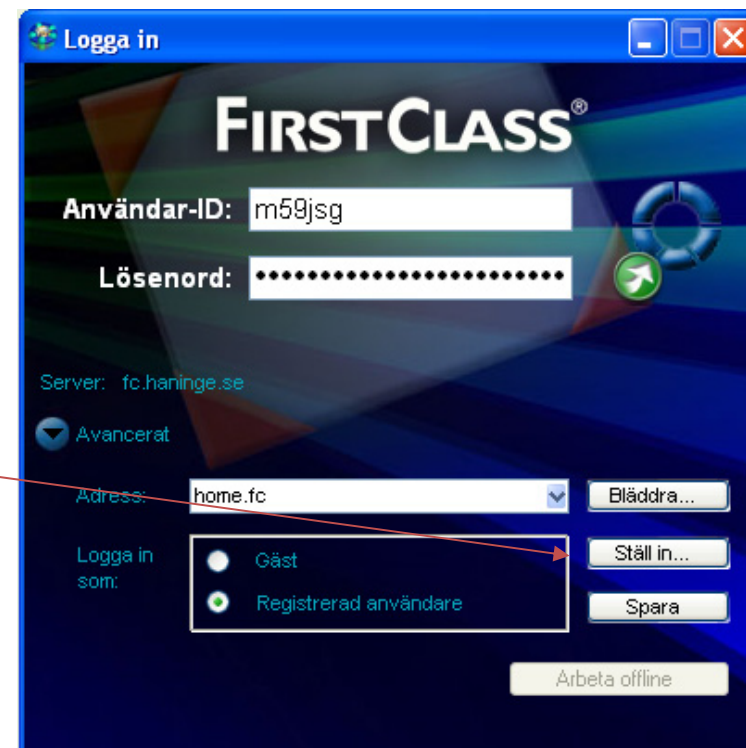 Logga in
FIRSTCLASS®
Användar-ID: m59jsg
Lösenord: ••••••••••••••••••••••••
Server: fc.haninge.se
Avancerat
Adress: home.fc Bläddra...
Logga in som: Gäst Ställ in...
Registrerad användare Spara
Arbeta offline